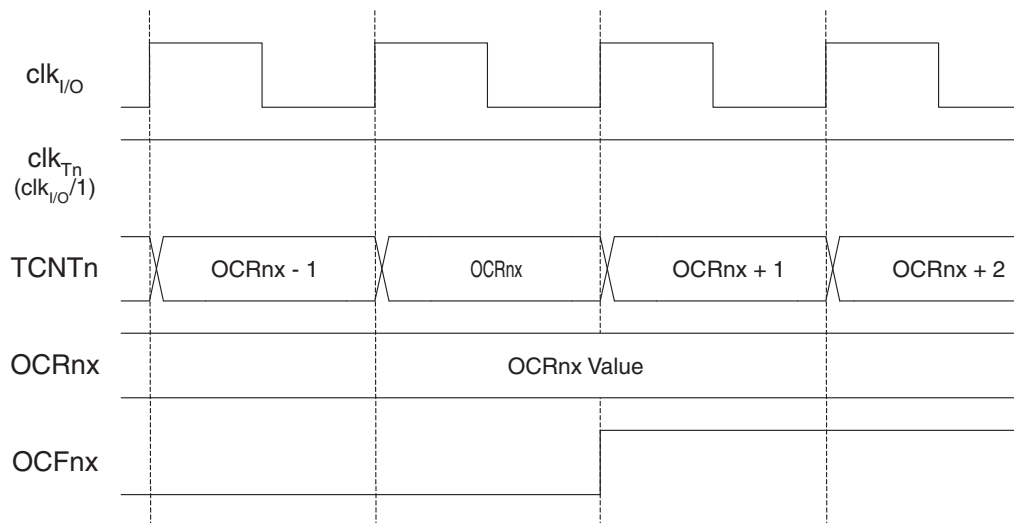 clkI/O
clkTn
(clkI/O/1)
TCNTn OCRnx - 1 OCRnx OCRnx + 1 OCRnx + 2
OCRnx OCRnx Value
OCFnx